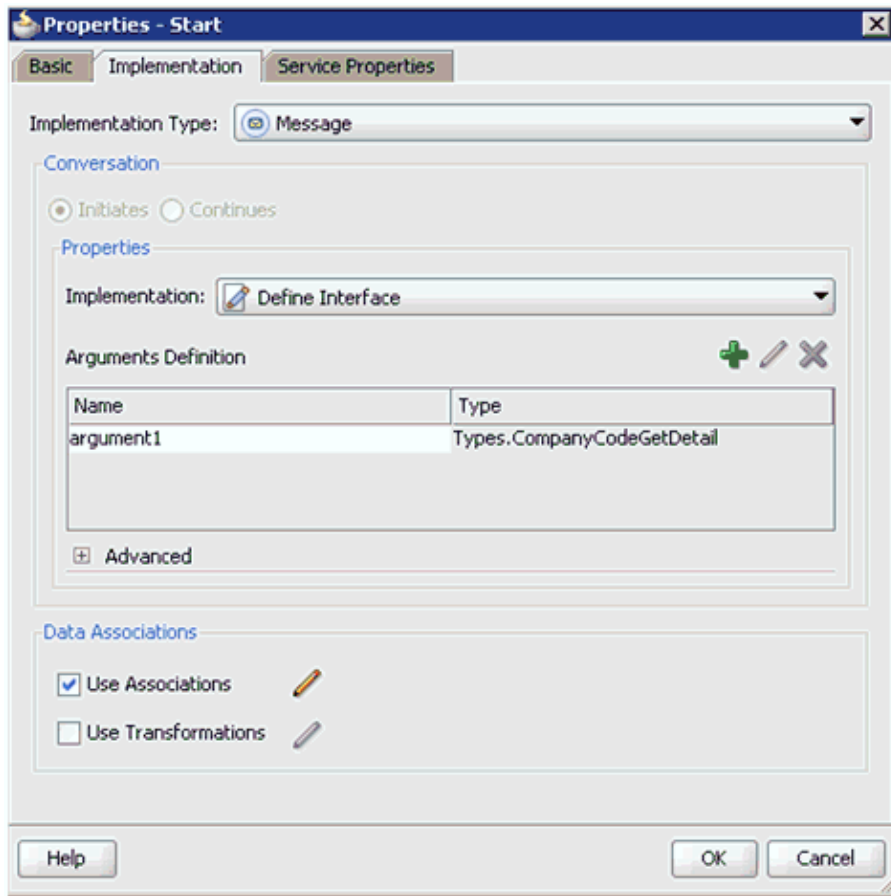 Properties - Start
Basic Implementation Service Properties
Implementation Type: Message
Conversation
Initiates Continues
Properties
Implementation: Define Interface
Arguments Definition
Name Type
argument1 Types.CompanyCodeGetDetail
Advanced
Data Associations
Use Associations
Use Transformations
Help OK Cancel